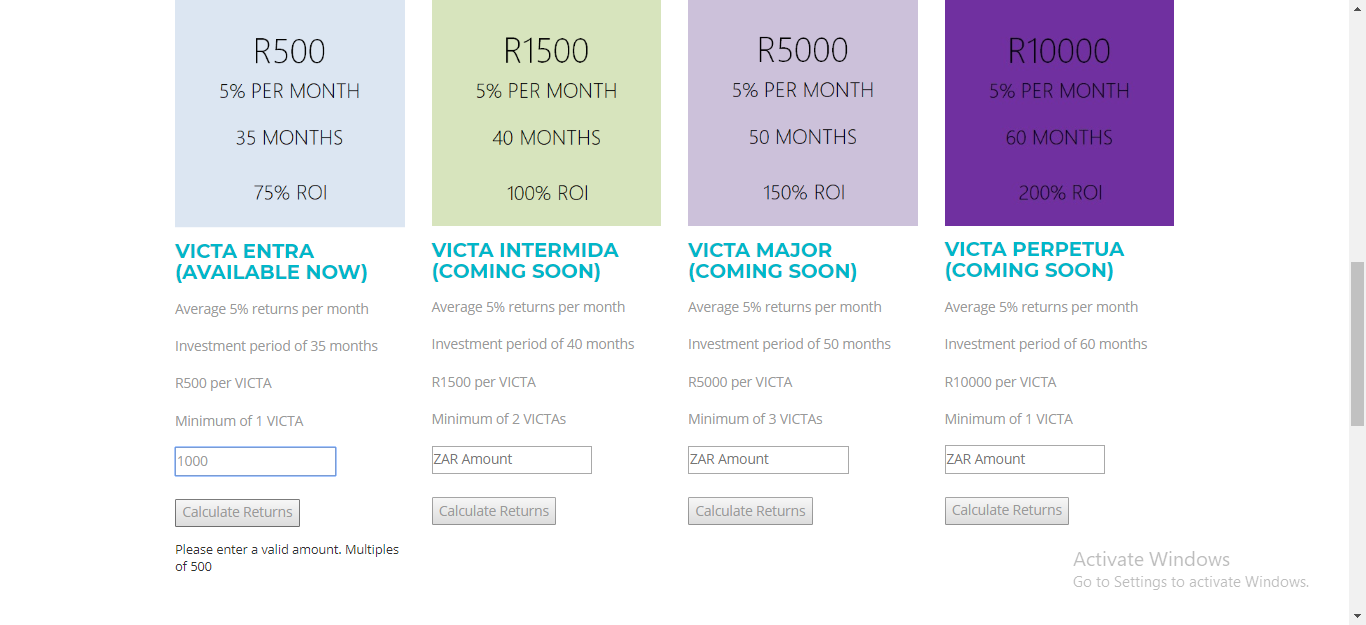 R500
5% PER MONTH
35 MONTHS
75% ROI
VICTA ENTRA
(AVAILABLE NOW)
Average 5% returns per month
Investment period of 35 months
R500 per VICTA
Minimum of 1 VICTA
1000
Calculate Returns
Please enter a valid amount. Multiples
of 500
R1500
5% PER MONTH
40 MONTHS
100% ROI
VICTA INTERMIDA
(COMING SOON)
Average 5% returns per month
Investment period of 40 months
R1500 per VICTA
Minimum of 2 VICTAs
ZAR Amount
Calculate Returns
R5000
5% PER MONTH
50 MONTHS
150% ROI
VICTA MAJOR
(COMING SOON)
Average 5% returns per month
Investment period of 50 months
R5000 per VICTA
Minimum of 3 VICTAs
ZAR Amount
Calculate Returns
R10000
5% PER MONTH
60 MONTHS
200% ROI
VICTA PERPETUA
(COMING SOON)
Average 5% returns per month
Investment period of 60 months
R10000 per VICTA
Minimum of 1 VICTA
ZAR Amount
Calculate Returns
Activate Windows
Go to Settings to activate Windows.